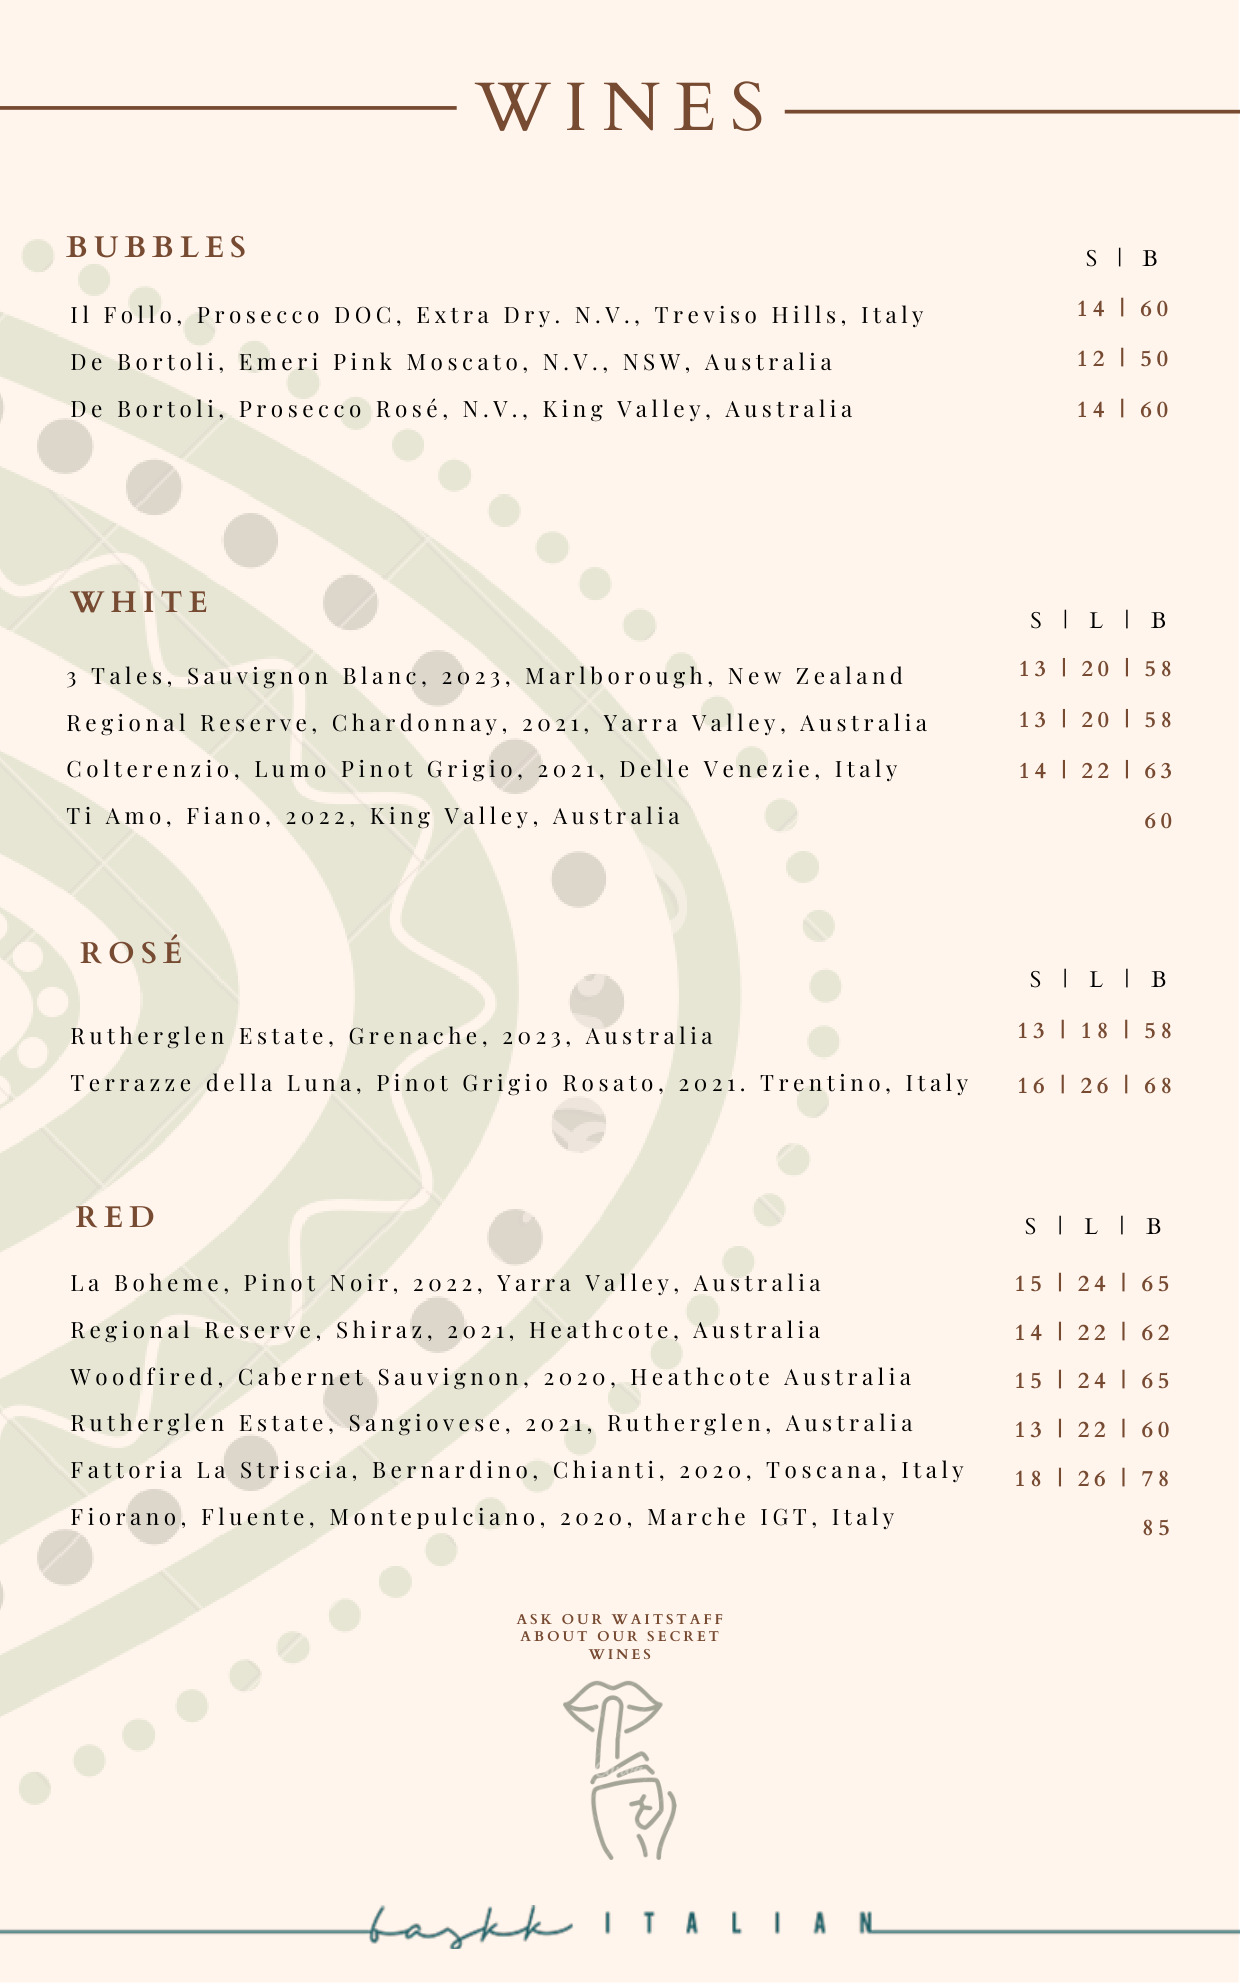 WINES
BUBBLES
S | B
Il Follo, Prosecco DOC, Extra Dry. N.V., Treviso Hills, Italy 14 | 60
De Bortoli, Emeri Pink Moscato, N.V., NSW, Australia 12 | 50
De Bortoli, Prosecco Rosé, N.V., King Valley, Australia 14 | 60
WHITE
S | L | B
3 Tales, Sauvignon Blanc, 2023, Marlborough, New Zealand 13 | 20 | 58
Regional Reserve, Chardonnay, 2021, Yarra Valley, Australia 13 | 20 | 58
Colterenzio, Lumo Pinot Grigio, 2021, Delle Venezie, Italy 14 | 22 | 63
Ti Amo, Fiano, 2022, King Valley, Australia 60
ROSÉ
S | L | B
Rutherglen Estate, Grenache, 2023, Australia 13 | 18 | 58
Terrazze della Luna, Pinot Grigio Rosato, 2021. Trentino, Italy 16 | 26 | 68
RED
S | L | B
La Boheme, Pinot Noir, 2022, Yarra Valley, Australia 15 | 24 | 65
Regional Reserve, Shiraz, 2021, Heathcote, Australia 14 | 22 | 62
Woodfired, Cabernet Sauvignon, 2020, Heathcote Australia 15 | 24 | 65
Rutherglen Estate, Sangiovese, 2021, Rutherglen, Australia 13 | 22 | 60
Fattoria La Striscia, Bernardino, Chianti, 2020, Toscana, Italy 18 | 26 | 78
Fiorano, Fluente, Montepulciano, 2020, Marche IGT, Italy 85
ASK OUR WAITSTAFF
ABOUT OUR SECRET
WINES
baskk ITALIAN